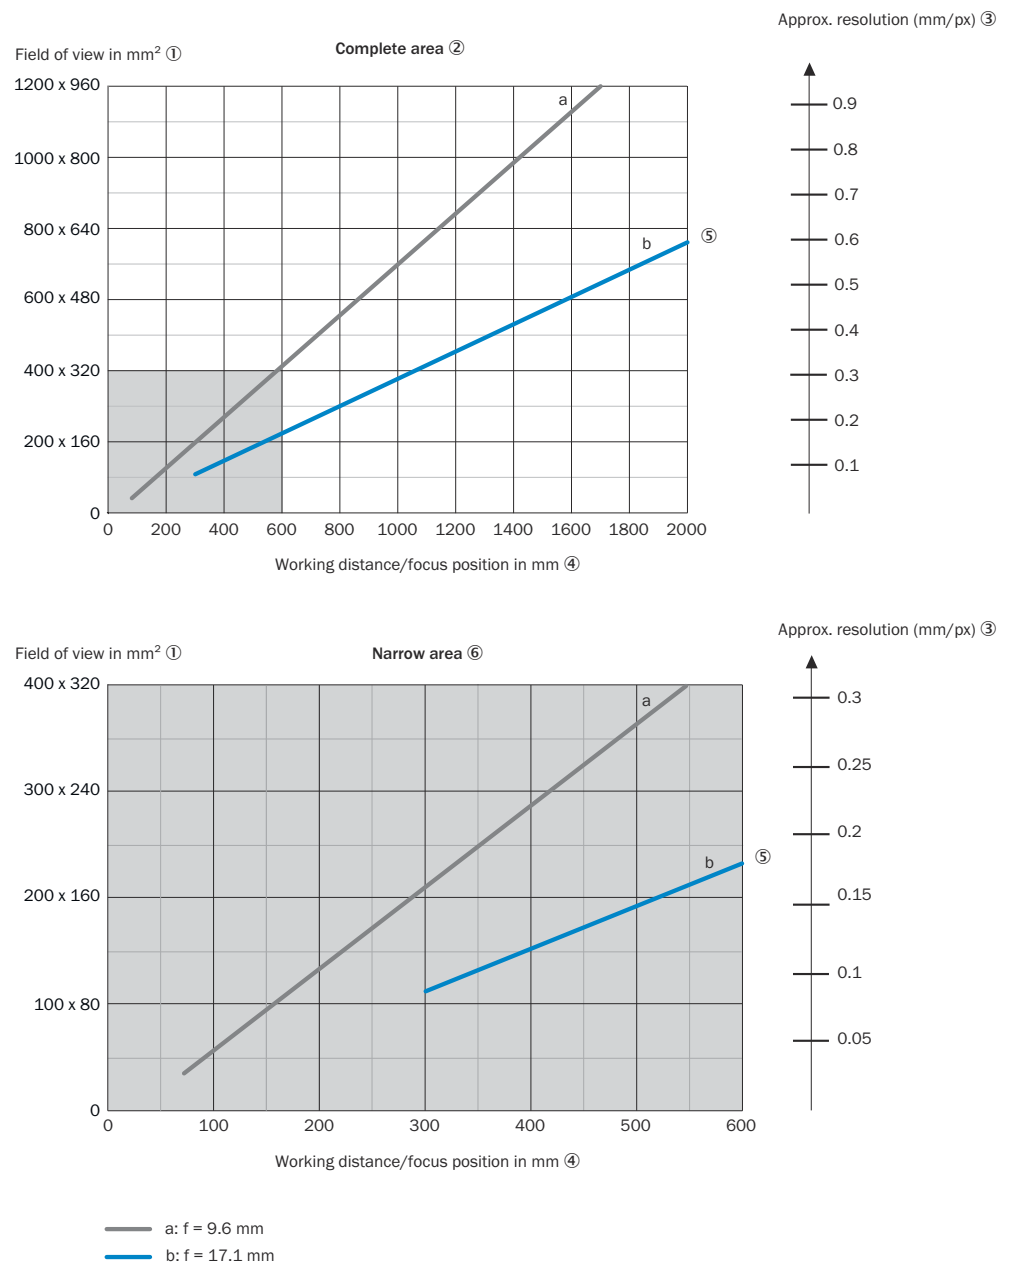 Approx. resolution (mm/px) ③
Field of view in mm² ①
Complete area ②
1200 x 960
1000 x 800
800 x 640
600 x 480
400 x 320
200 x 160
0
a
b
⑤
0.9
0.8
0.7
0.6
0.5
0.4
0.3
0.2
0.1
0 200 400 600 800 1000 1200 1400 1600 1800 2000
Working distance/focus position in mm ④
Approx. resolution (mm/px) ③
Field of view in mm² ①
Narrow area ⑥
400 x 320
300 x 240
200 x 160
100 x 80
0
a
b
⑤
0.3
0.25
0.2
0.15
0.1
0.05
0 100 200 300 400 500 600
Working distance/focus position in mm ④
a: f = 9.6 mm
b: f = 17.1 mm